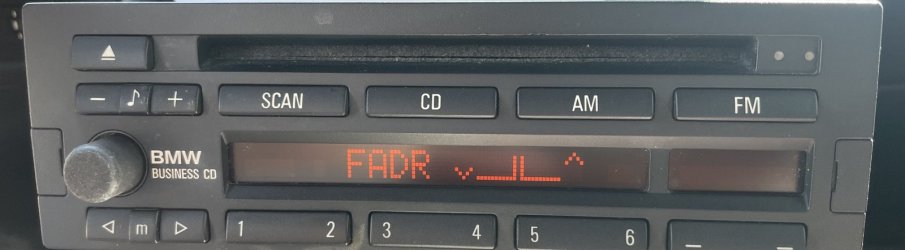 SCAN CD AM FM
BMW
BUSINESS CD
FADR
m
1 2 3 4 5 6